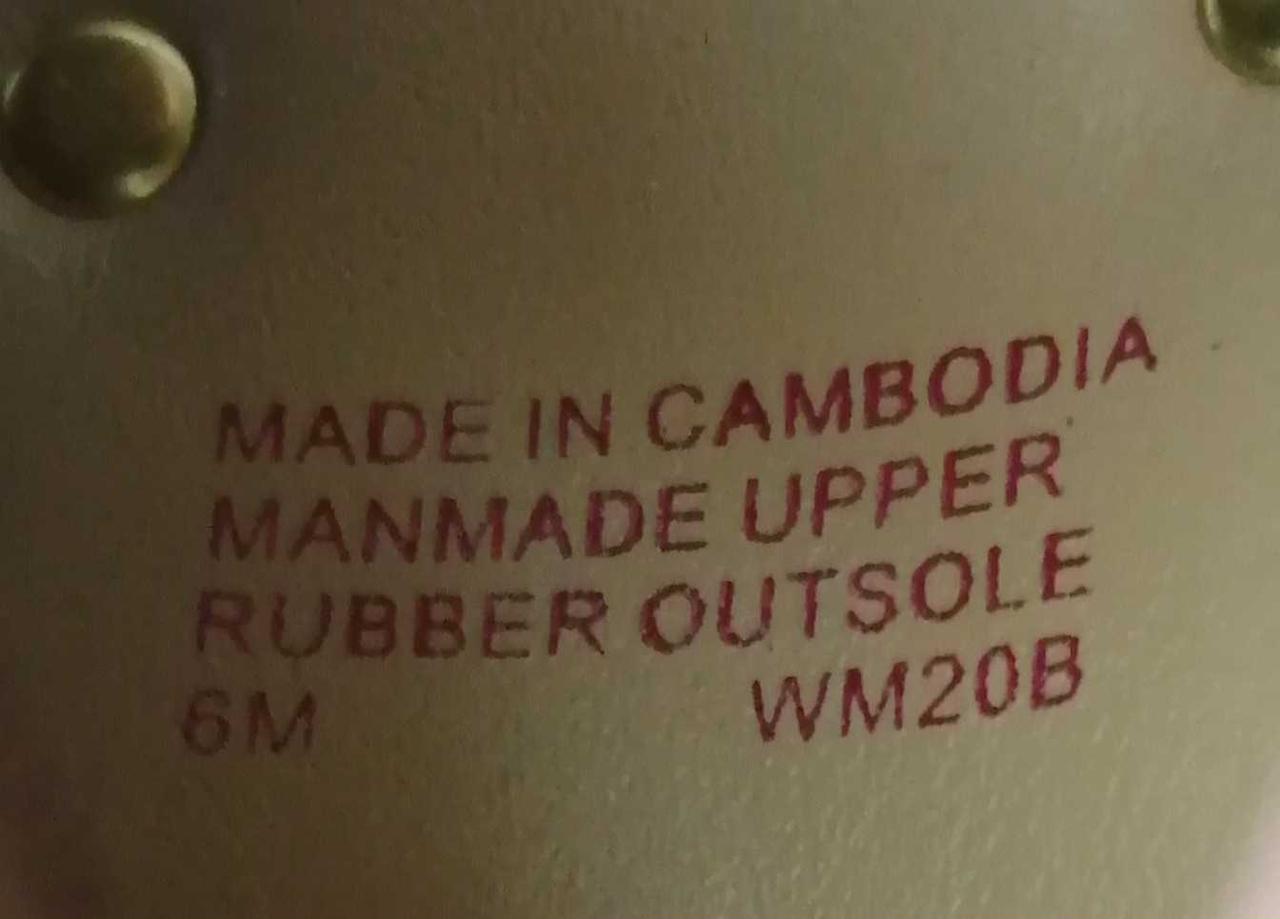 MADE IN CAMBODIA
MANMADE UPPER
RUBBER OUTSOLE
6M WM20B